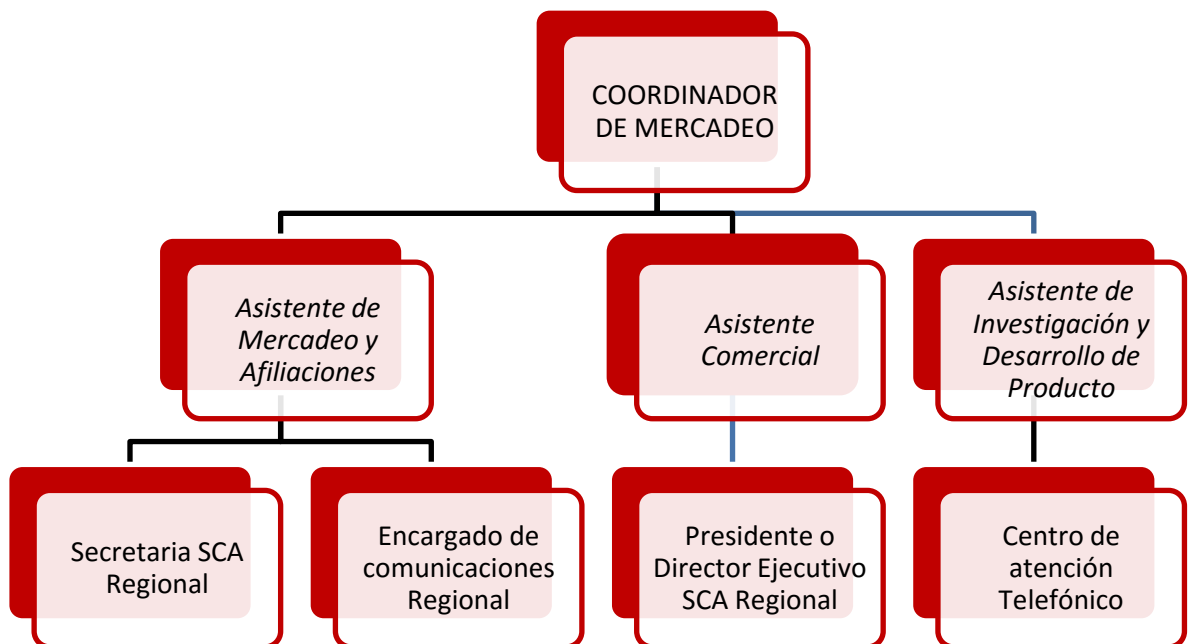 COORDINADOR
DE MERCADEO
Asistente de
Mercadeo y
Afiliaciones
Asistente
Comercial
Asistente de
Investigación y
Desarrollo de
Producto
Secretaria SCA
Regional
Encargado de
comunicaciones
Regional
Presidente o
Director Ejecutivo
SCA Regional
Centro de
atención
Telefónico